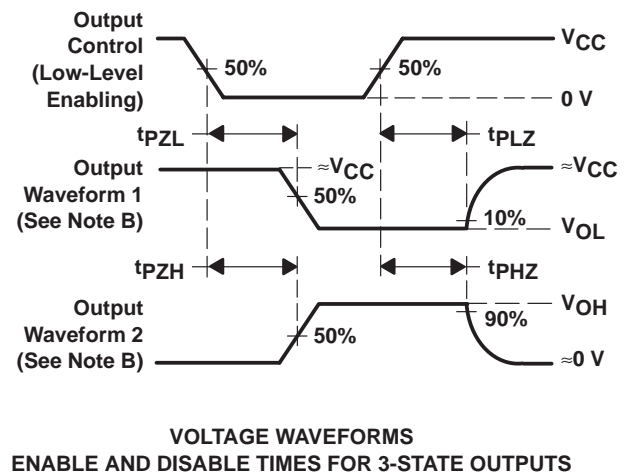 Output
Control
(Low-Level
Enabling)
50%
50%
VCC
0 V
tPZL
tPLZ
Output
Waveform 1
(See Note B)
≈VCC
50%
≈VCC
10%
VOL
tPZH
tPHZ
Output
Waveform 2
(See Note B)
50%
VOH
90%
≈0 V
VOLTAGE WAVEFORMS
ENABLE AND DISABLE TIMES FOR 3-STATE OUTPUTS